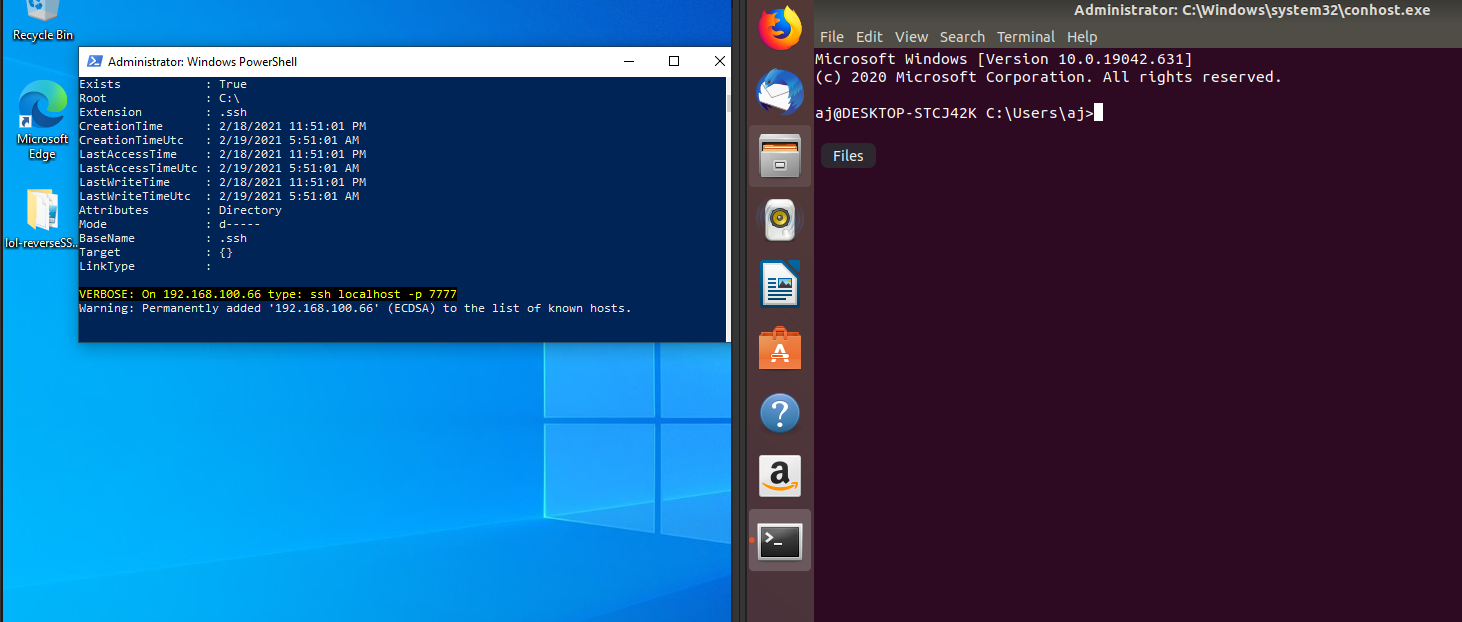 Recycle Bin
Microsoft
Edge
lol-reverseSS...
Administrator: Windows PowerShell
Exists            : True
Root              : C:\
Extension         : .ssh
CreationTime      : 2/18/2021 11:51:01 PM
CreationTimeUtc   : 2/19/2021 5:51:01 AM
LastAccessTime    : 2/18/2021 11:51:01 PM
LastAccessTimeUtc : 2/19/2021 5:51:01 AM
LastWriteTime     : 2/18/2021 11:51:01 PM
LastWriteTimeUtc  : 2/19/2021 5:51:01 AM
Attributes        : Directory
Mode              : d-----
BaseName          : .ssh
Target            : {}
LinkType          :
VERBOSE: On 192.168.100.66 type: ssh localhost -p 7777
Warning: Permanently added '192.168.100.66' (ECDSA) to the list of known hosts.
Administrator: C:\Windows\system32\conhost.exe
File Edit View Search Terminal Help
Microsoft Windows [Version 10.0.19042.631]
(c) 2020 Microsoft Corporation. All rights reserved.
aj@DESKTOP-STCJ42K C:\Users\aj>
Files